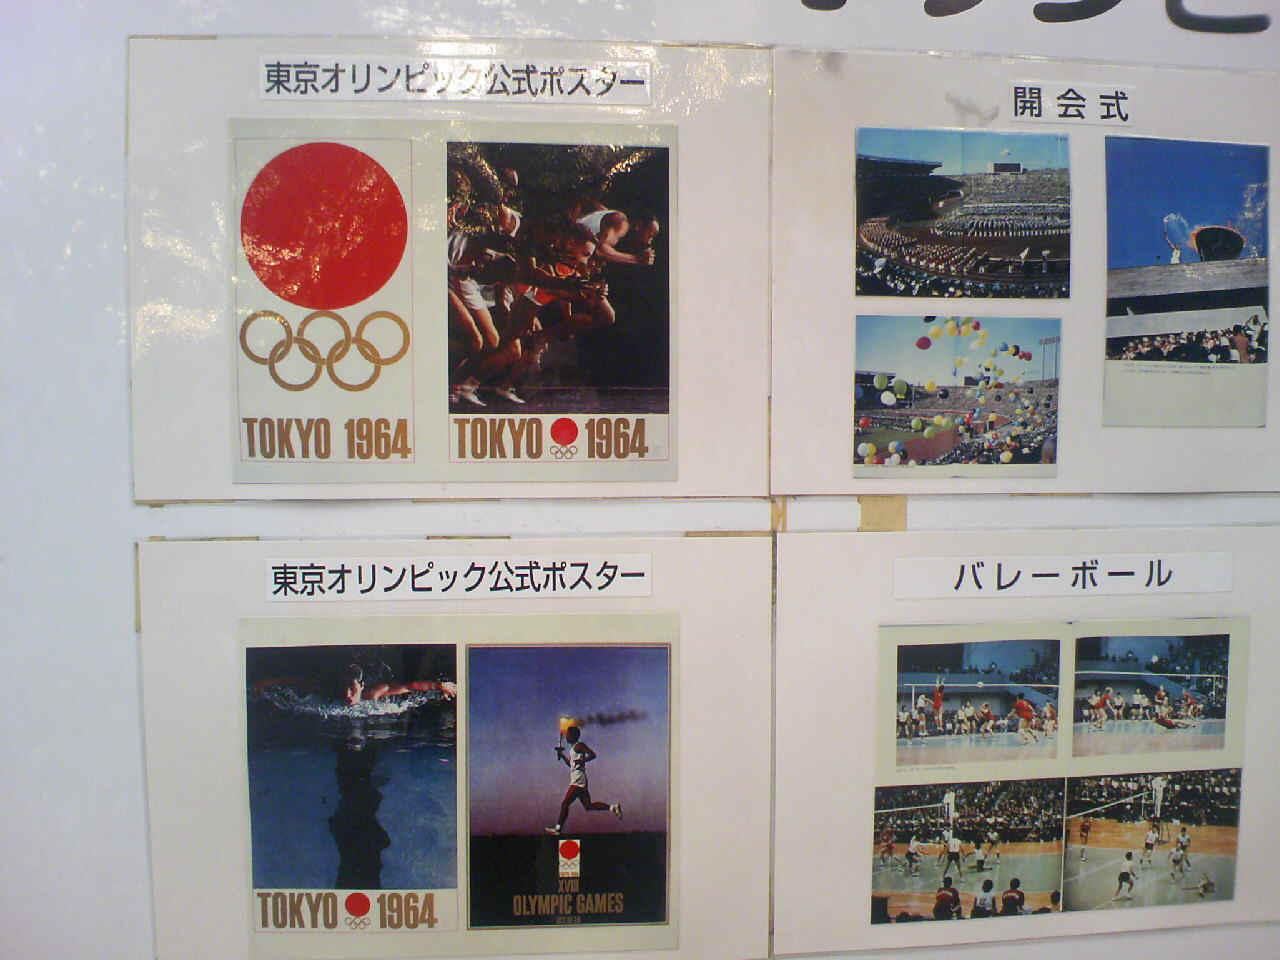 東京オリンピック公式ポスター
TOKYO 1964
TOKYO 1964
開会式
東京オリンピック公式ポスター
TOKYO 1964
XVIII
OLYMPIC GAMES
バレーボール